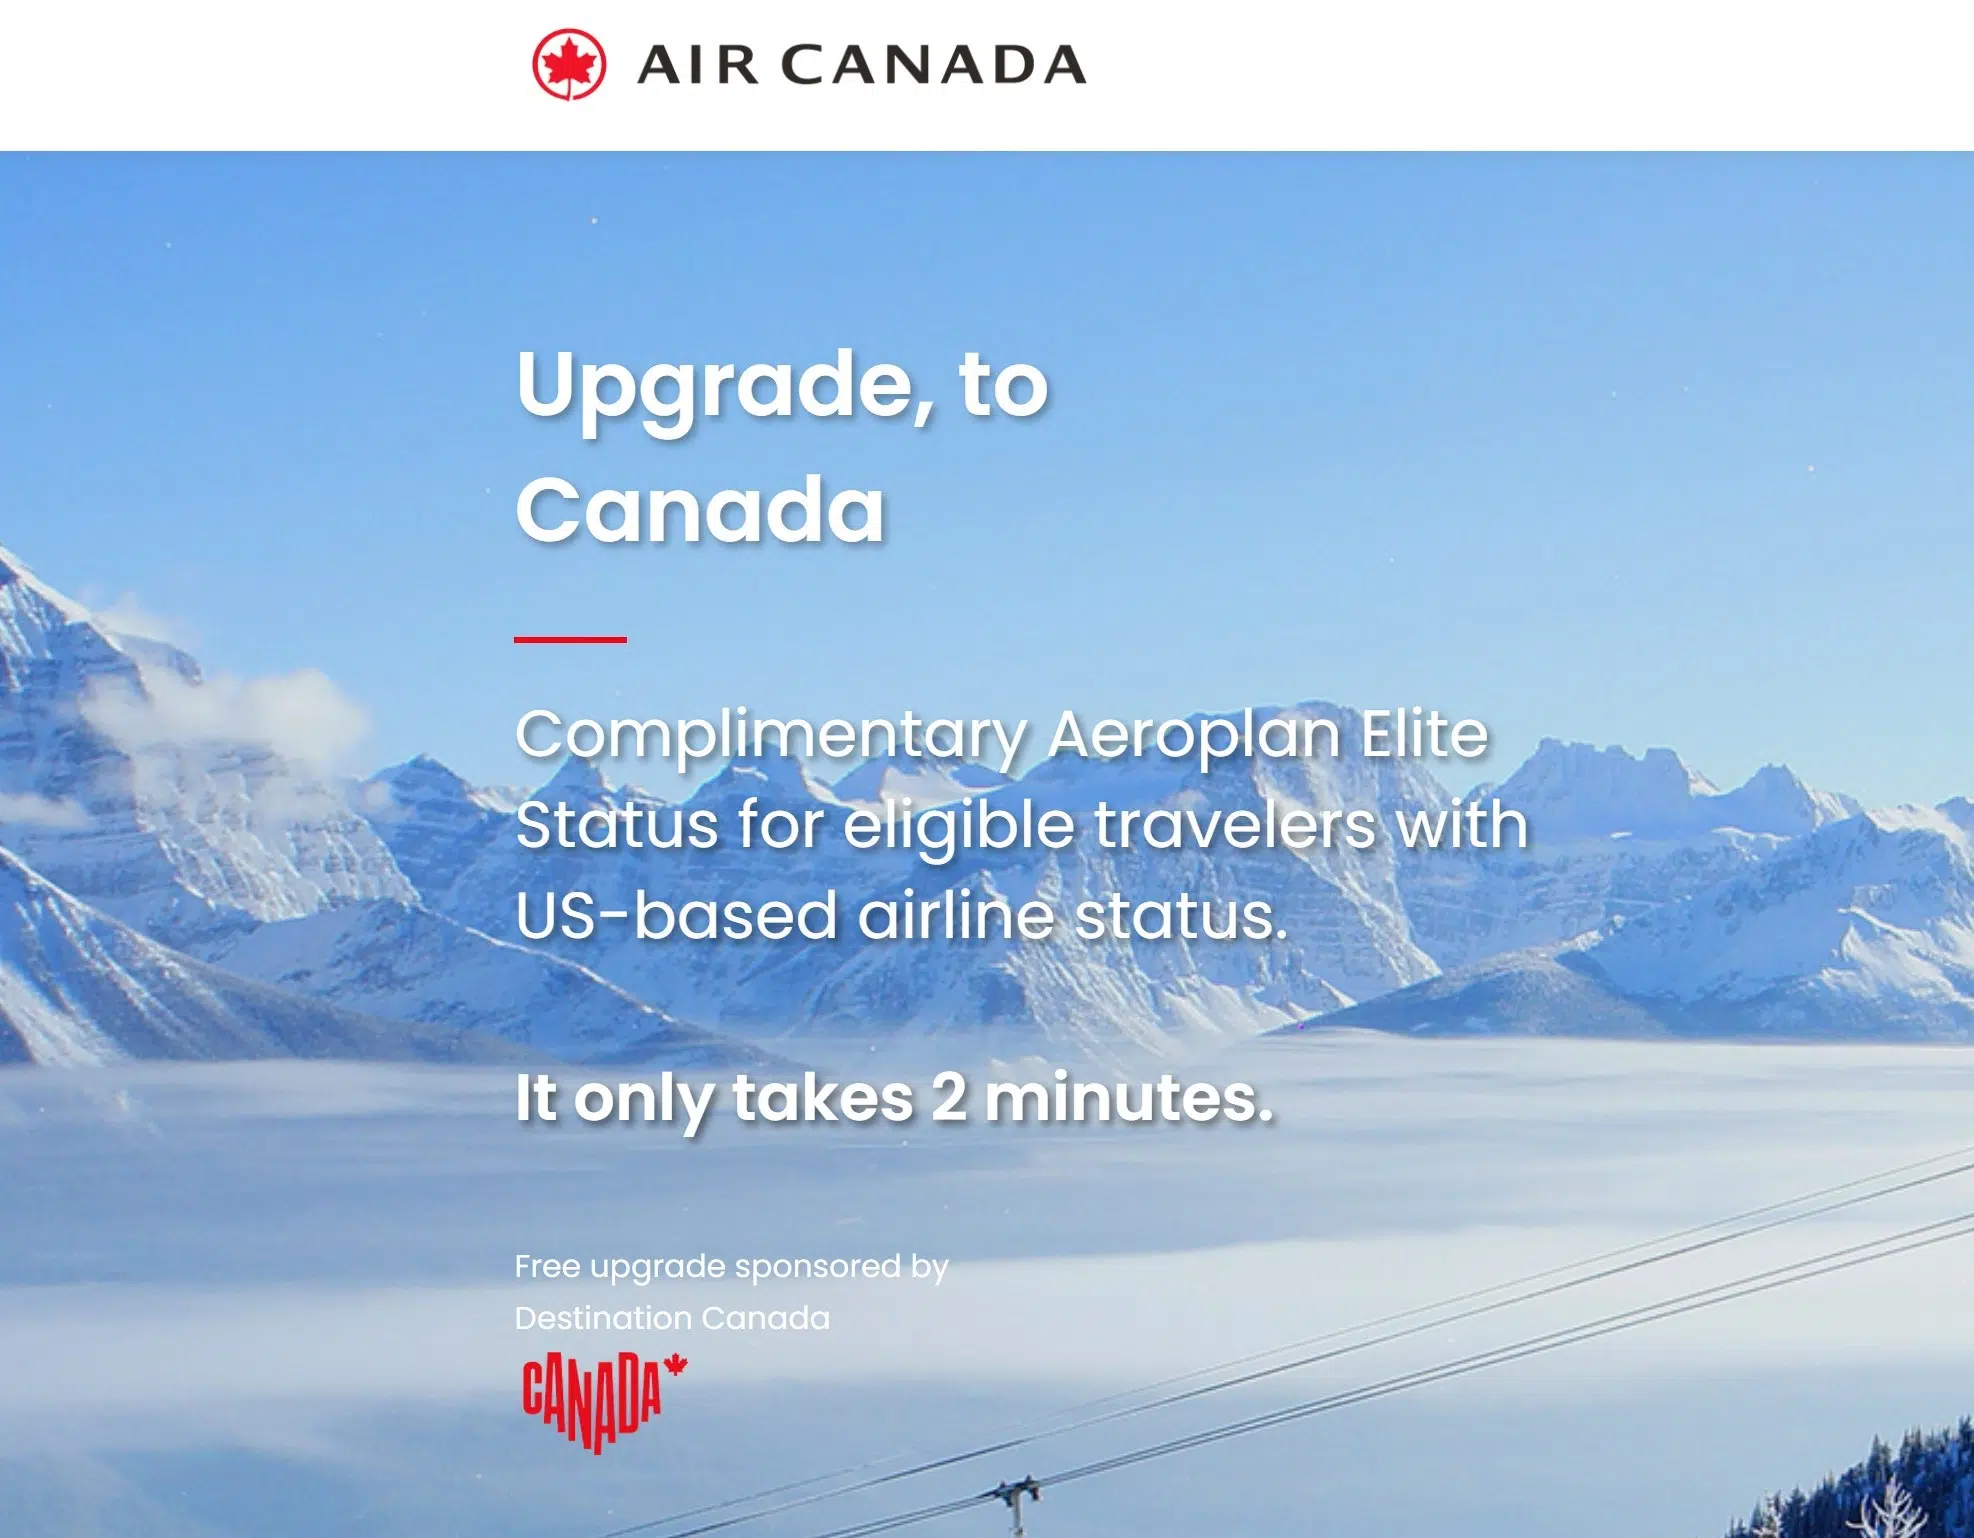 AIR CANADA
Upgrade, to
Canada
Complimentary Aeroplan Elite
Status for eligible travelers with
US-based airline status.
It only takes 2 minutes.
Free upgrade sponsored by
Destination Canada
CANADA